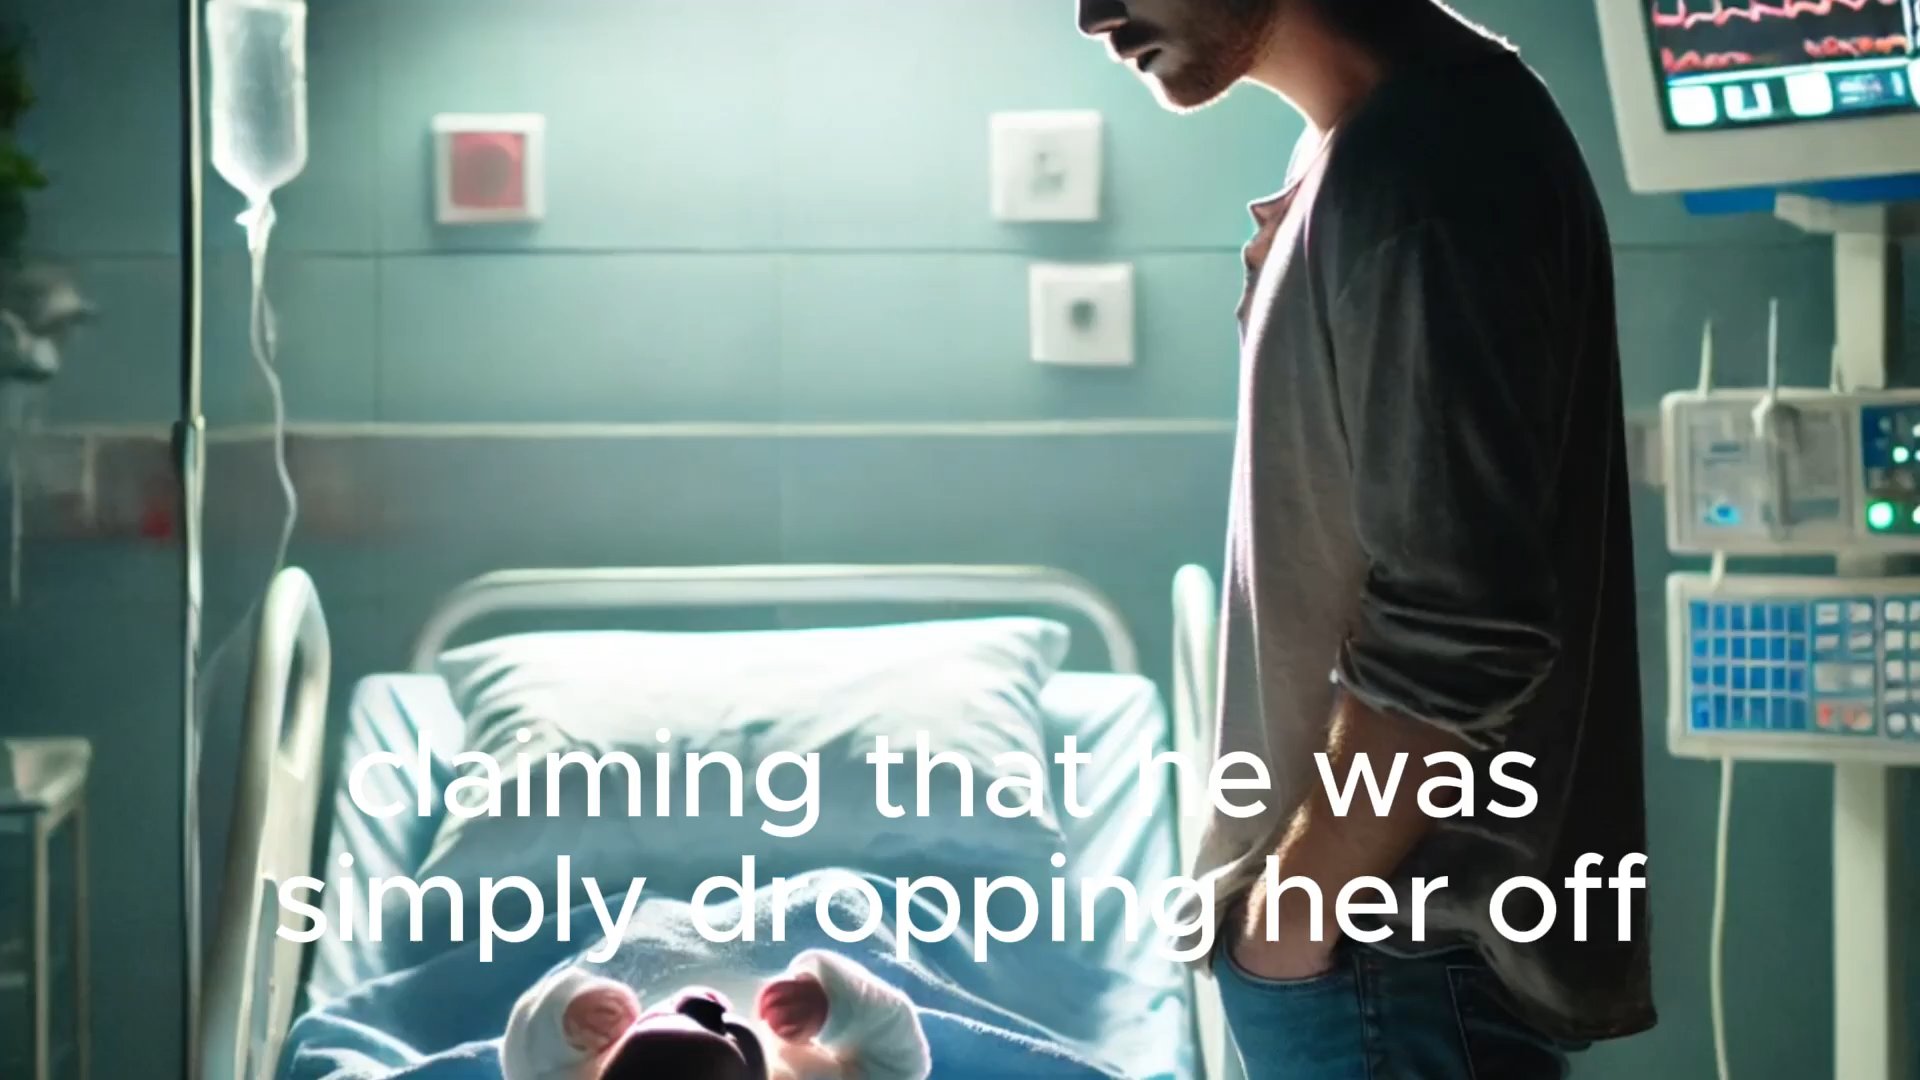 claiming that he was
simply dropping her off